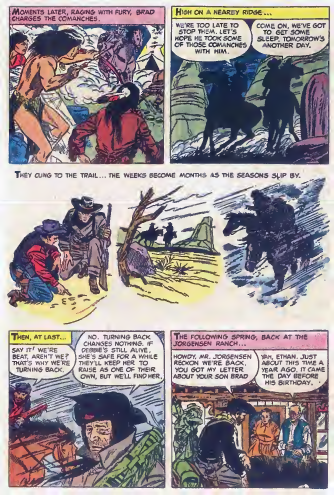 MOMENTS LATER, RAGING WITH FURY, BRAD
CHARGES THE COMANCHES.
HIGH ON A NEARBY RIDGE...
WE'RE TOO LATE TO
STOP THEM. LET'S
HOPE HE TOOK SOME
OF THOSE COMANCHES
WITH HIM.
COME ON, WE'VE GOT
TO GET SOME
SLEEP. TOMORROW'S
ANOTHER DAY.
THEY CLING TO THE TRAIL... THE WEEKS BECOME MONTHS AS THE SEASONS SLIP BY.
THEN, AT LAST...
SAY IT! WE'RE
BEAT, AREN'T WE?
THAT'S WHY WE'RE
TURNING BACK.
NO. TURNING BACK
CHANGES NOTHING. IF
DEBBIE'S STILL ALIVE,
SHE'S SAFE FOR A WHILE
THEY'LL KEEP HER TO
RAISE AS ONE OF THEIR
OWN, BUT WE'LL FIND HER.
THE FOLLOWING SPRING, BACK AT THE
JORGENSEN RANCH...
HOWDY, MR. JORGENSEN
RECKON WE'RE BACK,
YOU GOT MY LETTER
ABOUT YOUR SON BRAD
YAH, ETHAN. JUST
ABOUT THIS TIME A
YEAR AGO, IT CAME
THE DAY BEFORE
HIS BIRTHDAY.